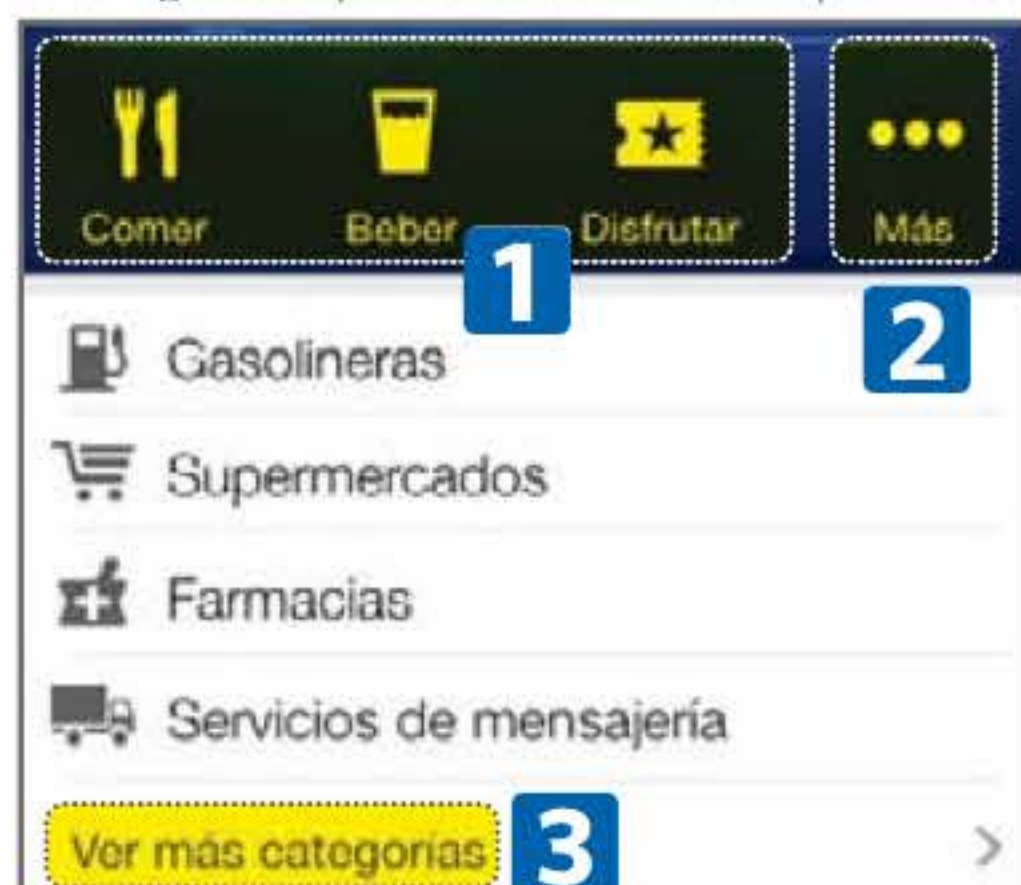 Comer Beber Disfrutar Más
1
2
Gasolineras
Supermercados
Farmacias
Servicios de mensajería
Ver más categorías 3